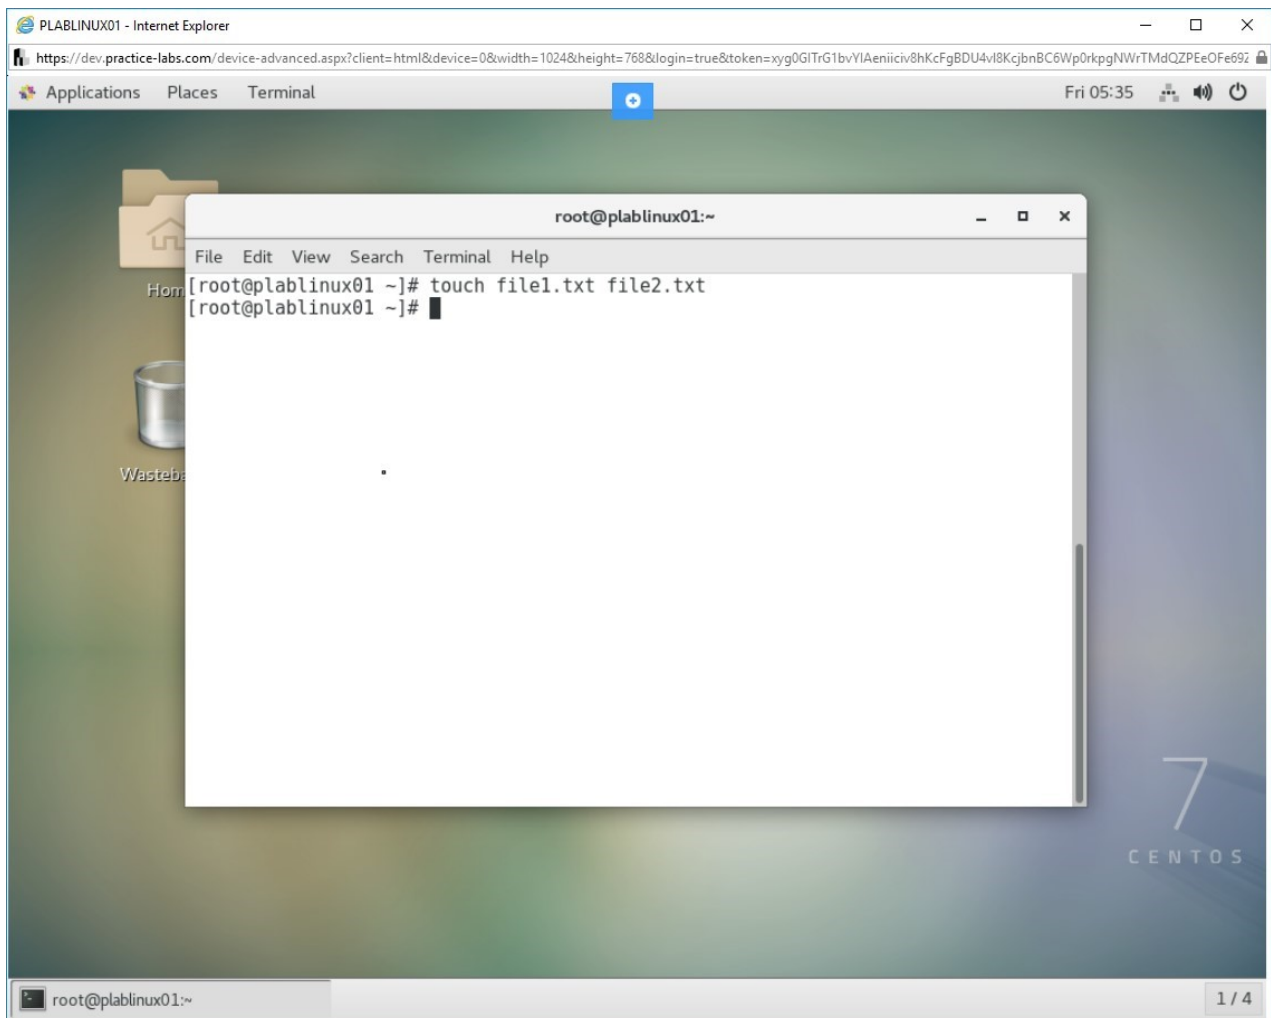 PLABLINUX01 - Internet Explorer
https://dev.practice-labs.com/device-advanced.aspx?client=html&device=0&width=1024&height=768&login=true&token=
Applications Places Terminal Fri 05:35
root@plablinux01:~
File Edit View Search Terminal Help
[root@plablinux01 ~]# touch file1.txt file2.txt
[root@plablinux01 ~]#
Hom
Wasteb
7
CENTOS
root@plablinux01:~ 1 / 4